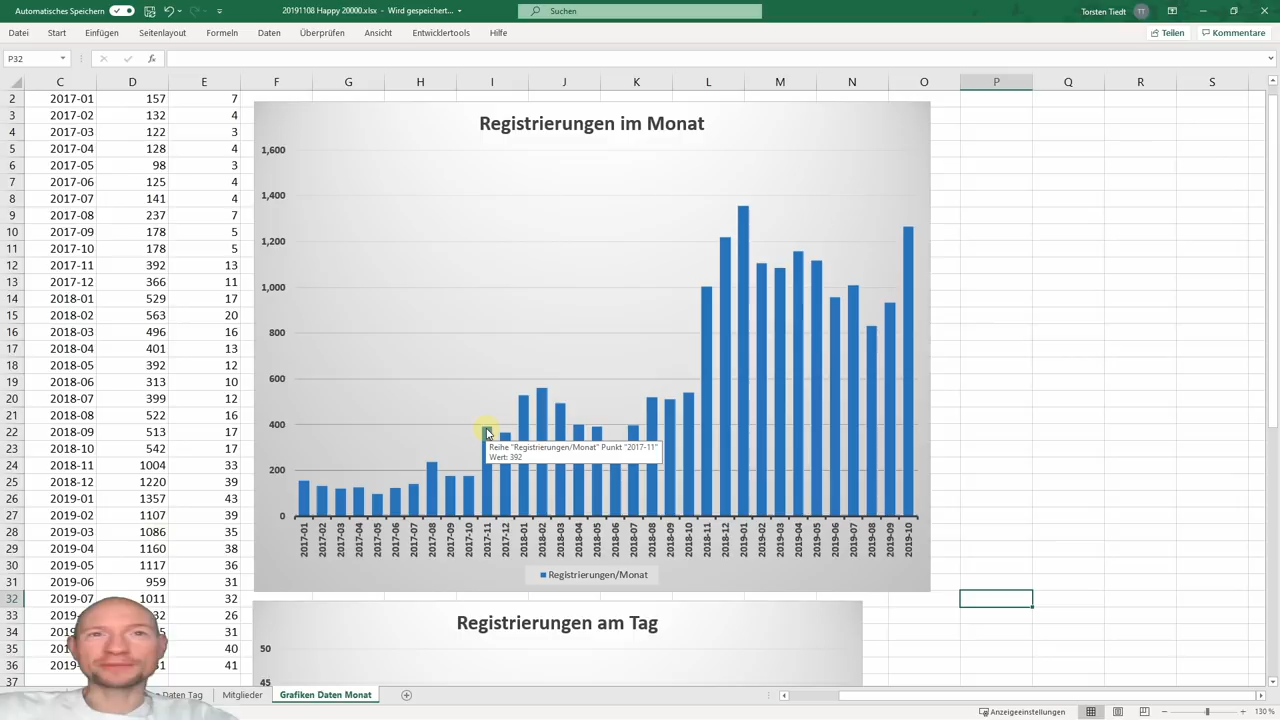 Automatisches Speichern
20191108 Happy 20000.xlsx - Wird gespeichert...
Suchen
Torsten Tiedt
TT
Datei Start Einfügen Seitenlayout Formeln Daten Überprüfen Ansicht Entwicklertools Hilfe
Teilen Kommentare
P32
fx
C D E F G H I J K L M N O P Q R S
2 2017-01 157 7
3 2017-02 132 4
4 2017-03 122 3
5 2017-04 128 4
6 2017-05 98 3
7 2017-06 125 4
8 2017-07 141 4
9 2017-08 237 7
10 2017-09 178 5
11 2017-10 178 5
12 2017-11 392 13
13 2017-12 366 11
14 2018-01 529 17
15 2018-02 563 20
16 2018-03 496 16
17 2018-04 401 13
18 2018-05 392 12
19 2018-06 313 10
20 2018-07 399 12
21 2018-08 522 16
22 2018-09 513 17
23 2018-10 542 17
24 2018-11 1004 33
25 2018-12 1220 39
26 2019-01 1357 43
27 2019-02 1107 39
28 2019-03 1086 35
29 2019-04 1160 38
30 2019-05 1117 36
31 2019-06 959 31
32 2019-07 1011 32
33 26
34 31
35 40
36 41
37
Registrierungen im Monat
1,600
1,400
1,200
1,000
800
600
400
200
0
Reihe "Registrierungen/Monat" Punkt "2017-11"
Wert: 392
2017-01 2017-02 2017-03 2017-04 2017-05 2017-06 2017-07 2017-08 2017-09 2017-10 2017-11 2017-12 2018-01 2018-02 2018-03 2018-04 2018-05 2018-06 2018-07 2018-08 2018-09 2018-10 2018-11 2018-12 2019-01 2019-02 2019-03 2019-04 2019-05 2019-06 2019-07 2019-08 2019-09 2019-10
Registrierungen/Monat
Registrierungen am Tag
50
45
Daten Tag Mitglieder Grafiken Daten Monat
Anzeigeeinstellungen
130 %